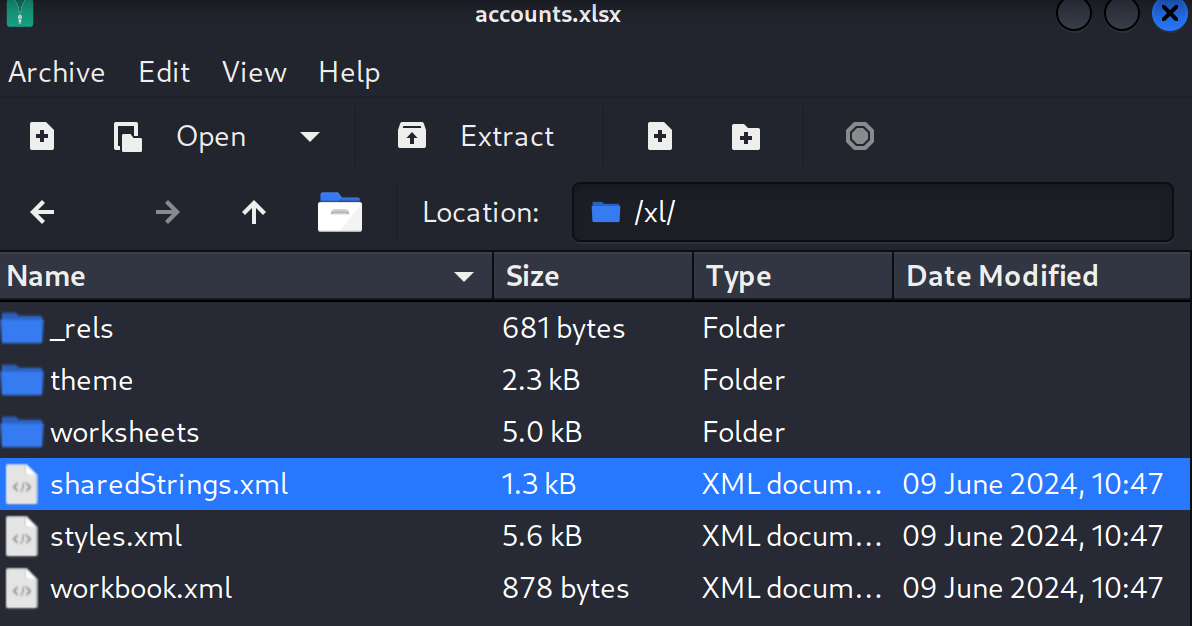 accounts.xlsx
Archive Edit View Help
Open Extract
Location: /xl/
Name Size Type Date Modified
_rels 681 bytes Folder
theme 2.3 kB Folder
worksheets 5.0 kB Folder
sharedStrings.xml 1.3 kB XML docum... 09 June 2024, 10:47
styles.xml 5.6 kB XML docum... 09 June 2024, 10:47
workbook.xml 878 bytes XML docum... 09 June 2024, 10:47